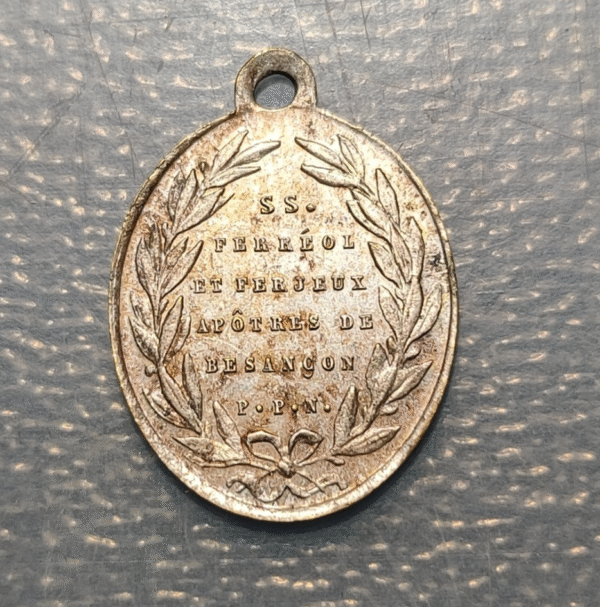 SS.
FERRÉOL
ET FERJEUX
APÔTRES DE
BESANÇON
P.P.N.